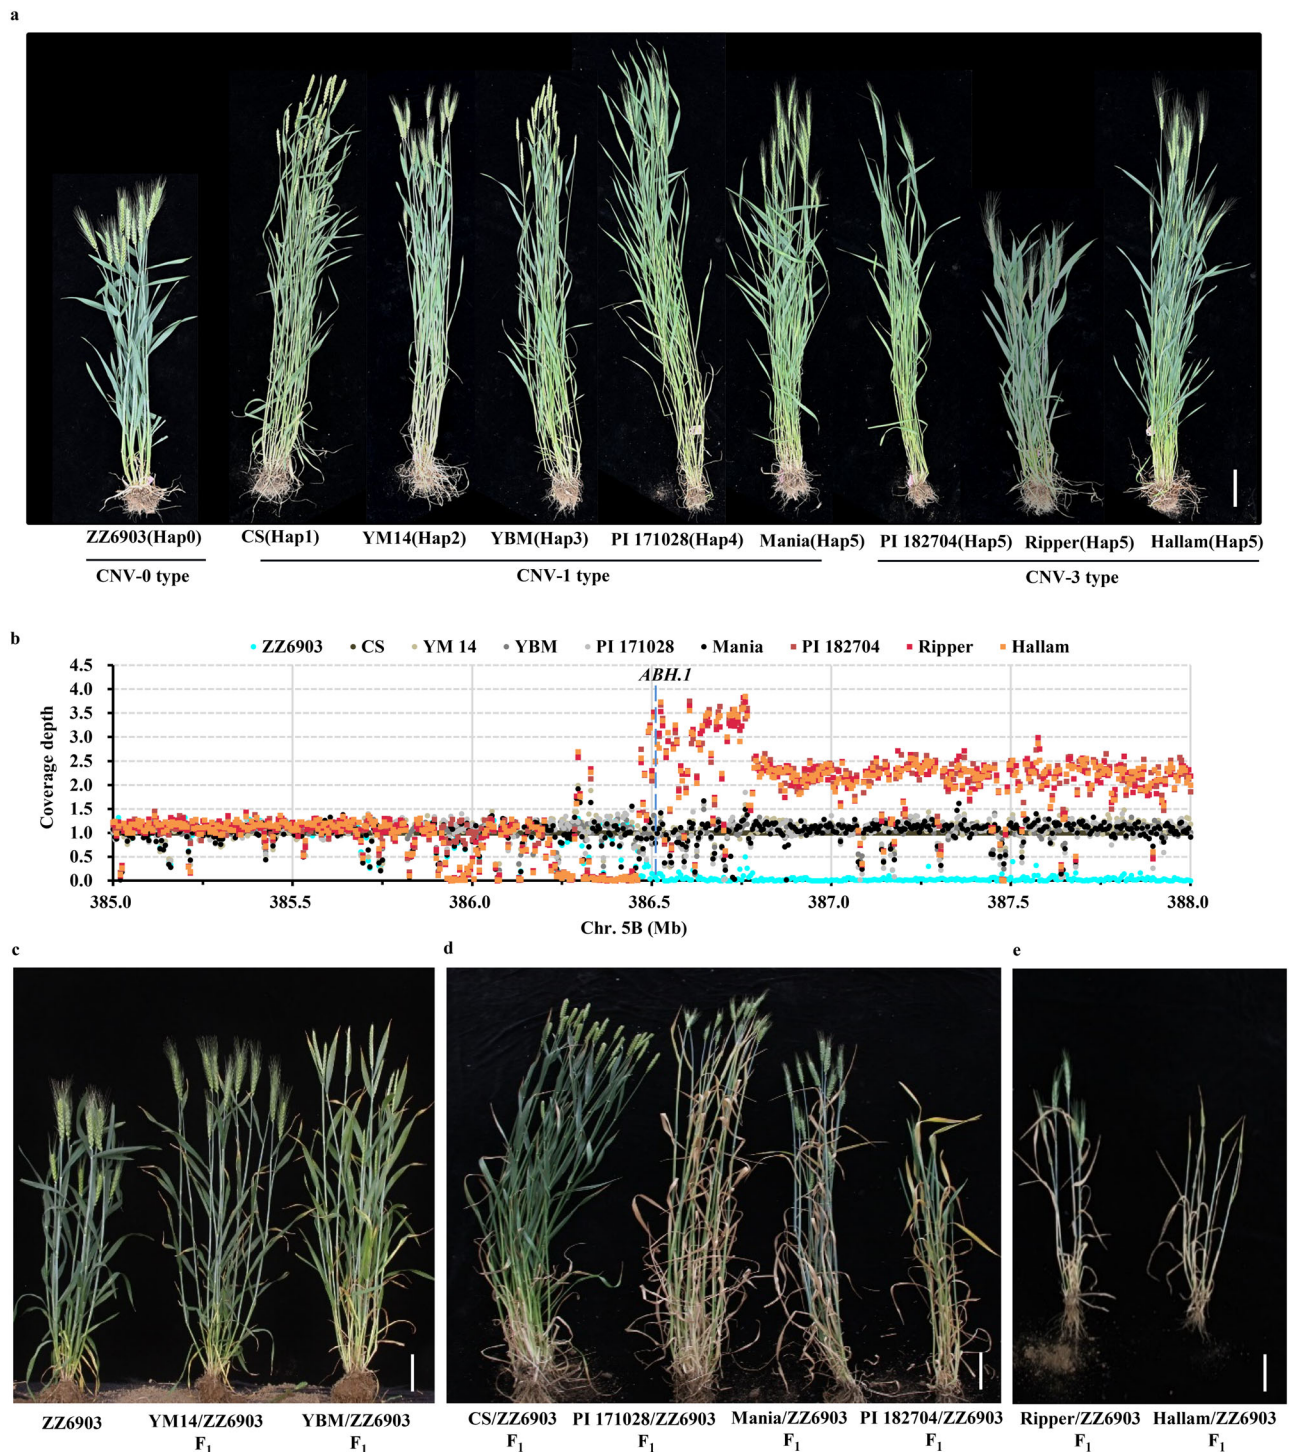 a
ZZ6903(Hap0) CS(Hap1) YM14(Hap2) YBM(Hap3) PI 171028(Hap4) Mania(Hap5) PI 182704(Hap5) Ripper(Hap5) Hallam(Hap5)
CNV-0 type CNV-1 type CNV-3 type
b
ZZ6903 CS YM 14 YBM PI 171028 Mania PI 182704 Ripper Hallam
ABH.1
4.5
4.0
3.5
3.0
2.5
2.0
1.5
1.0
0.5
0.0
Coverage depth
385.0 385.5 386.0 386.5 387.0 387.5 388.0
Chr. 5B (Mb)
c d e
ZZ6903 YM14/ZZ6903 YBM/ZZ6903 CS/ZZ6903 PI 171028/ZZ6903 Mania/ZZ6903 PI 182704/ZZ6903 Ripper/ZZ6903 Hallam/ZZ6903
F1 F1 F1 F1 F1 F1 F1 F1